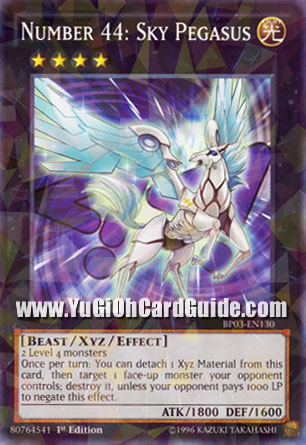 NUMBER 44: SKY PEGASUS
光
www.YuGiOhCardGuide.com
BP03-EN130
[BEAST/XYZ/EFFECT]
2 Level 4 monsters
Once per turn: You can detach 1 Xyz Material from
this card, then target 1 face-up monster your opponent
controls; destroy it, unless your opponent pays 1000 LP
to negate this effect.
ATK/1800 DEF/1600
80764541 1st Edition ©1996 KAZUKI TAKAHASHI